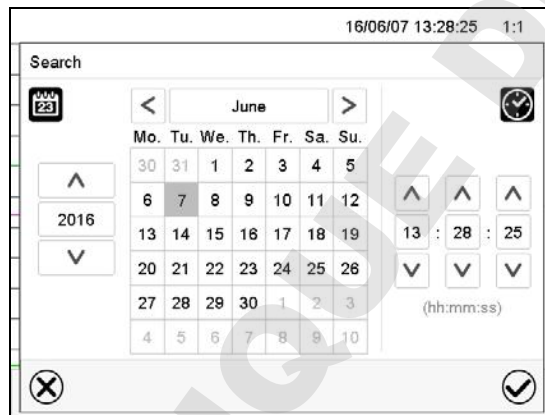 16/06/07 13:28:25 1:1
Search
23
< June >
Mo. Tu. We. Th. Fr. Sa. Su.
30 31 1 2 3 4 5
6 7 8 9 10 11 12
13 14 15 16 17 18 19
20 21 22 23 24 25 26
27 28 29 30 1 2 3
4 5 6 7 8 9 10
2016
13 : 28 : 25
(hh:mm:ss)